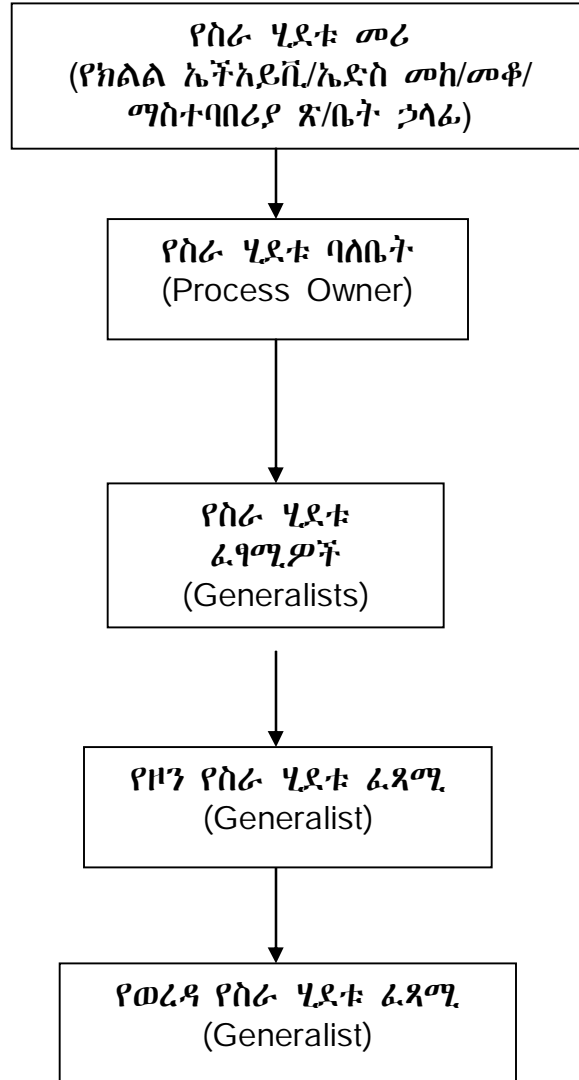 የስራ ሂደቱ መሪ
(የክልል ኤችአይቪ/ኤድስ መከ/መቆ/
ማስተባበሪያ ጽ/ቤት ኃላፊ)
የስራ ሂደቱ ባለቤት
(Process Owner)
የስራ ሂደቱ
ፈፃሚዎች
(Generalists)
የዞን የስራ ሂደቱ ፈጻሚ
(Generalist)
የወረዳ የስራ ሂደቱ ፈጻሚ
(Generalist)